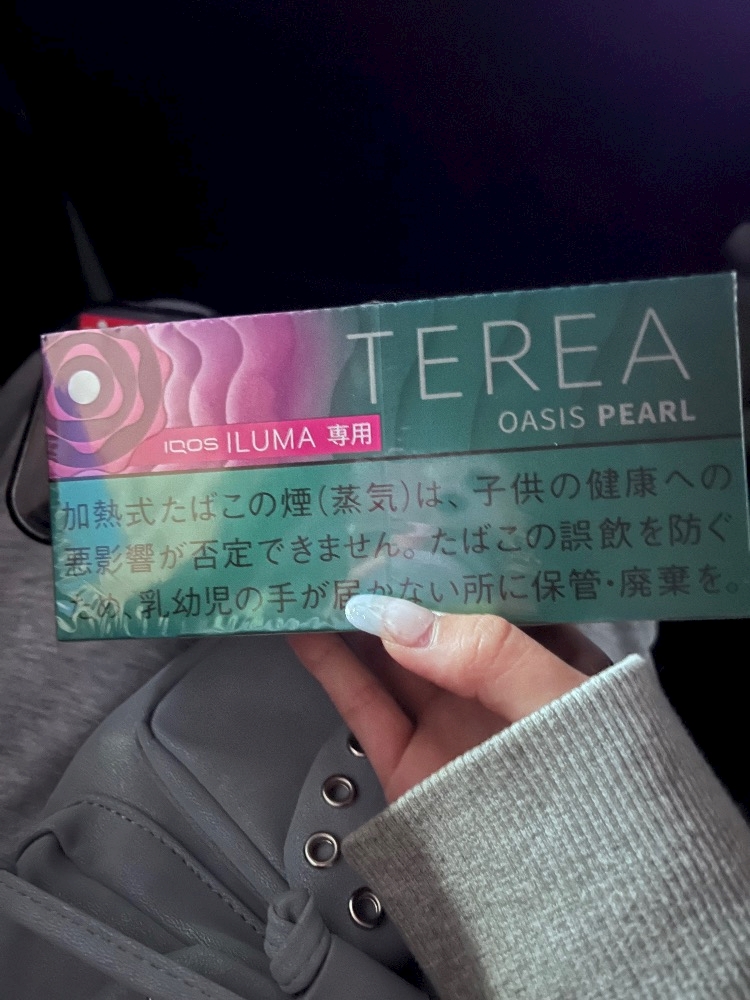 TEREA
OASIS PEARL
IQOS ILUMA 専用
加熱式たばこの煙(蒸気)は、子供の健康への
悪影響が否定できません。たばこの誤飲を防ぐ
ため、乳幼児の手が届かない所に保管・廃棄を。